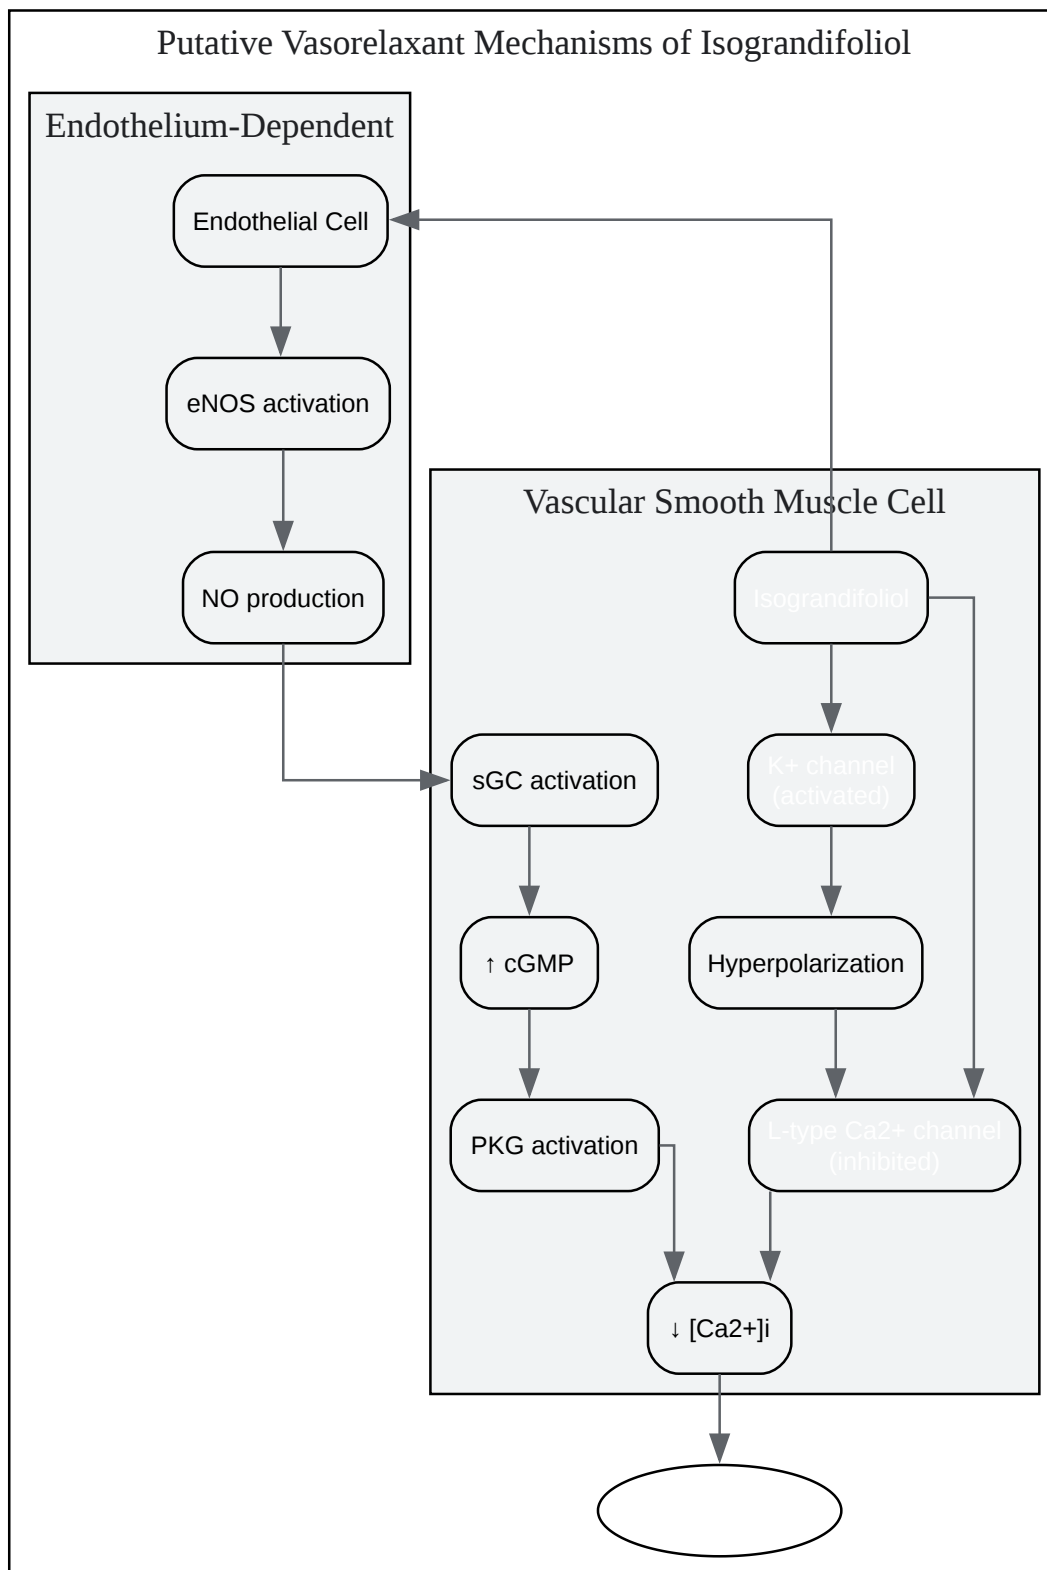 Putative Vasorelaxant Mechanisms of Isograndifoliol
Endothelium-Dependent
Endothelial Cell
eNOS activation
NO production
Vascular Smooth Muscle Cell
Isograndifoliol
sGC activation
K+ channel
(activated)
↑ cGMP
Hyperpolarization
PKG activation
L-type Ca2+ channel
(inhibited)
↓ [Ca2+]i